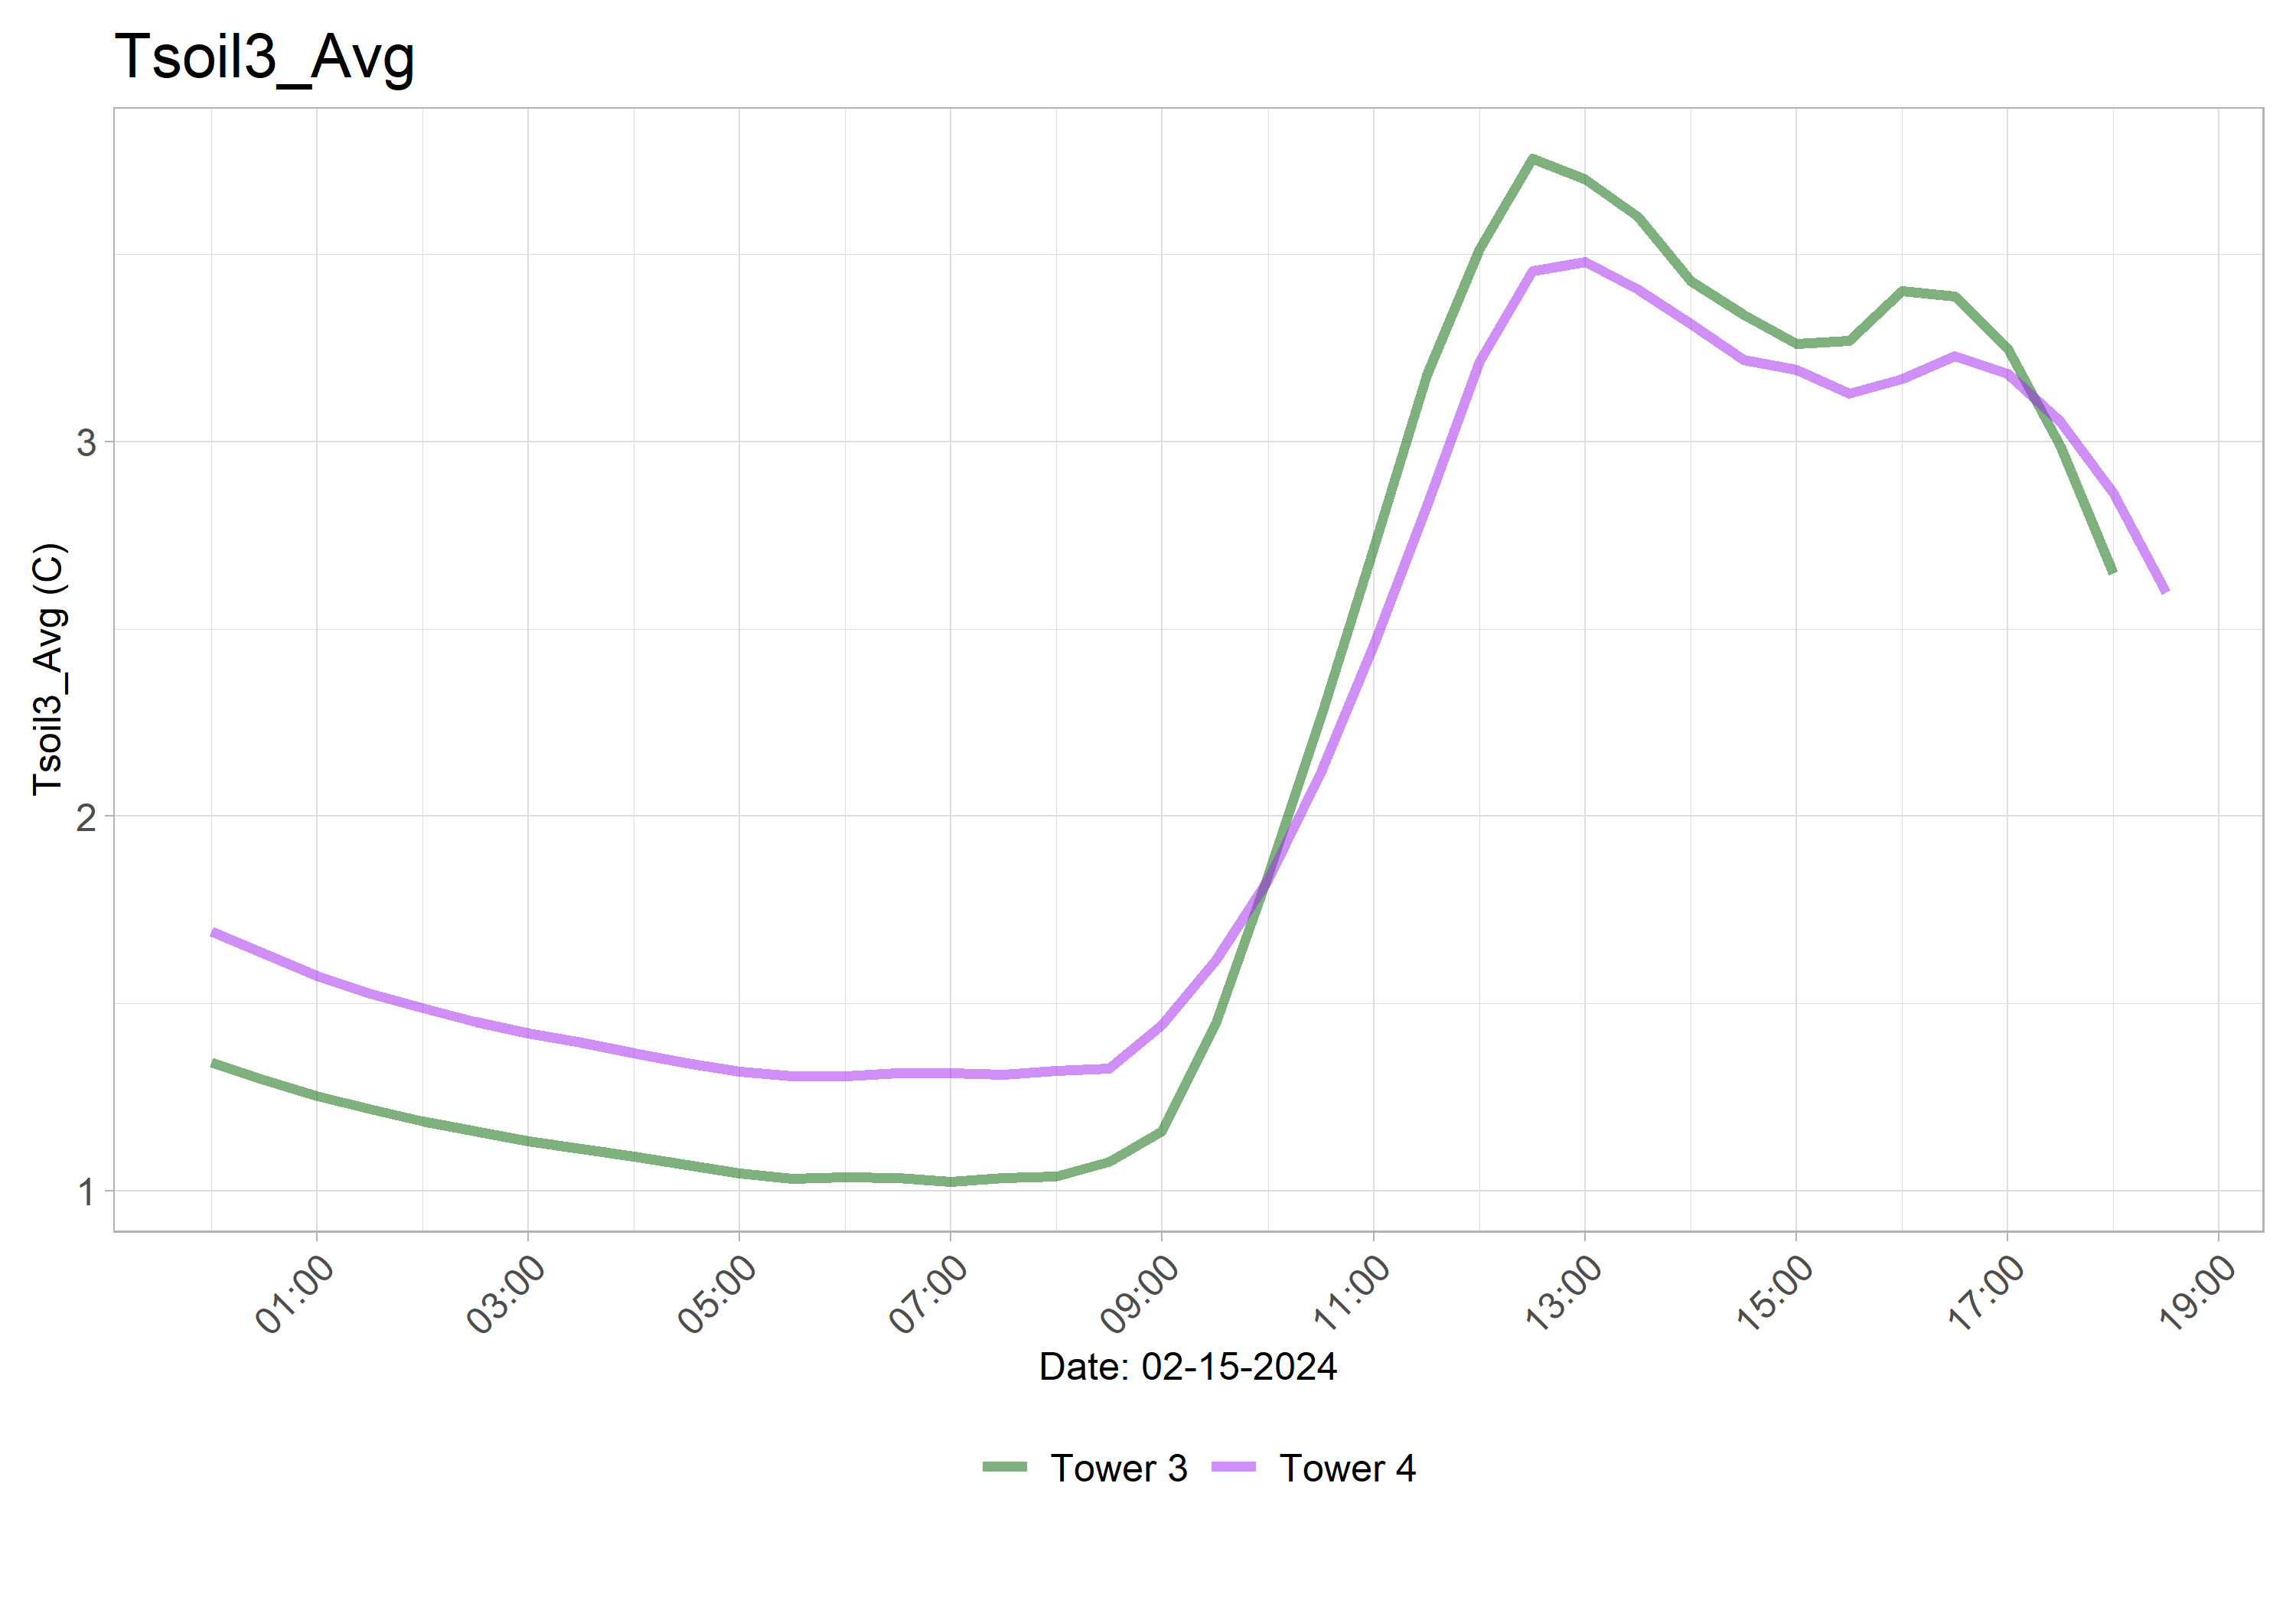 Tsoil3_Avg
Tsoil3_Avg (C)
3
2
1
01:00 03:00 05:00 07:00 09:00 11:00 13:00 15:00 17:00 19:00
Date: 02-15-2024
Tower 3 Tower 4